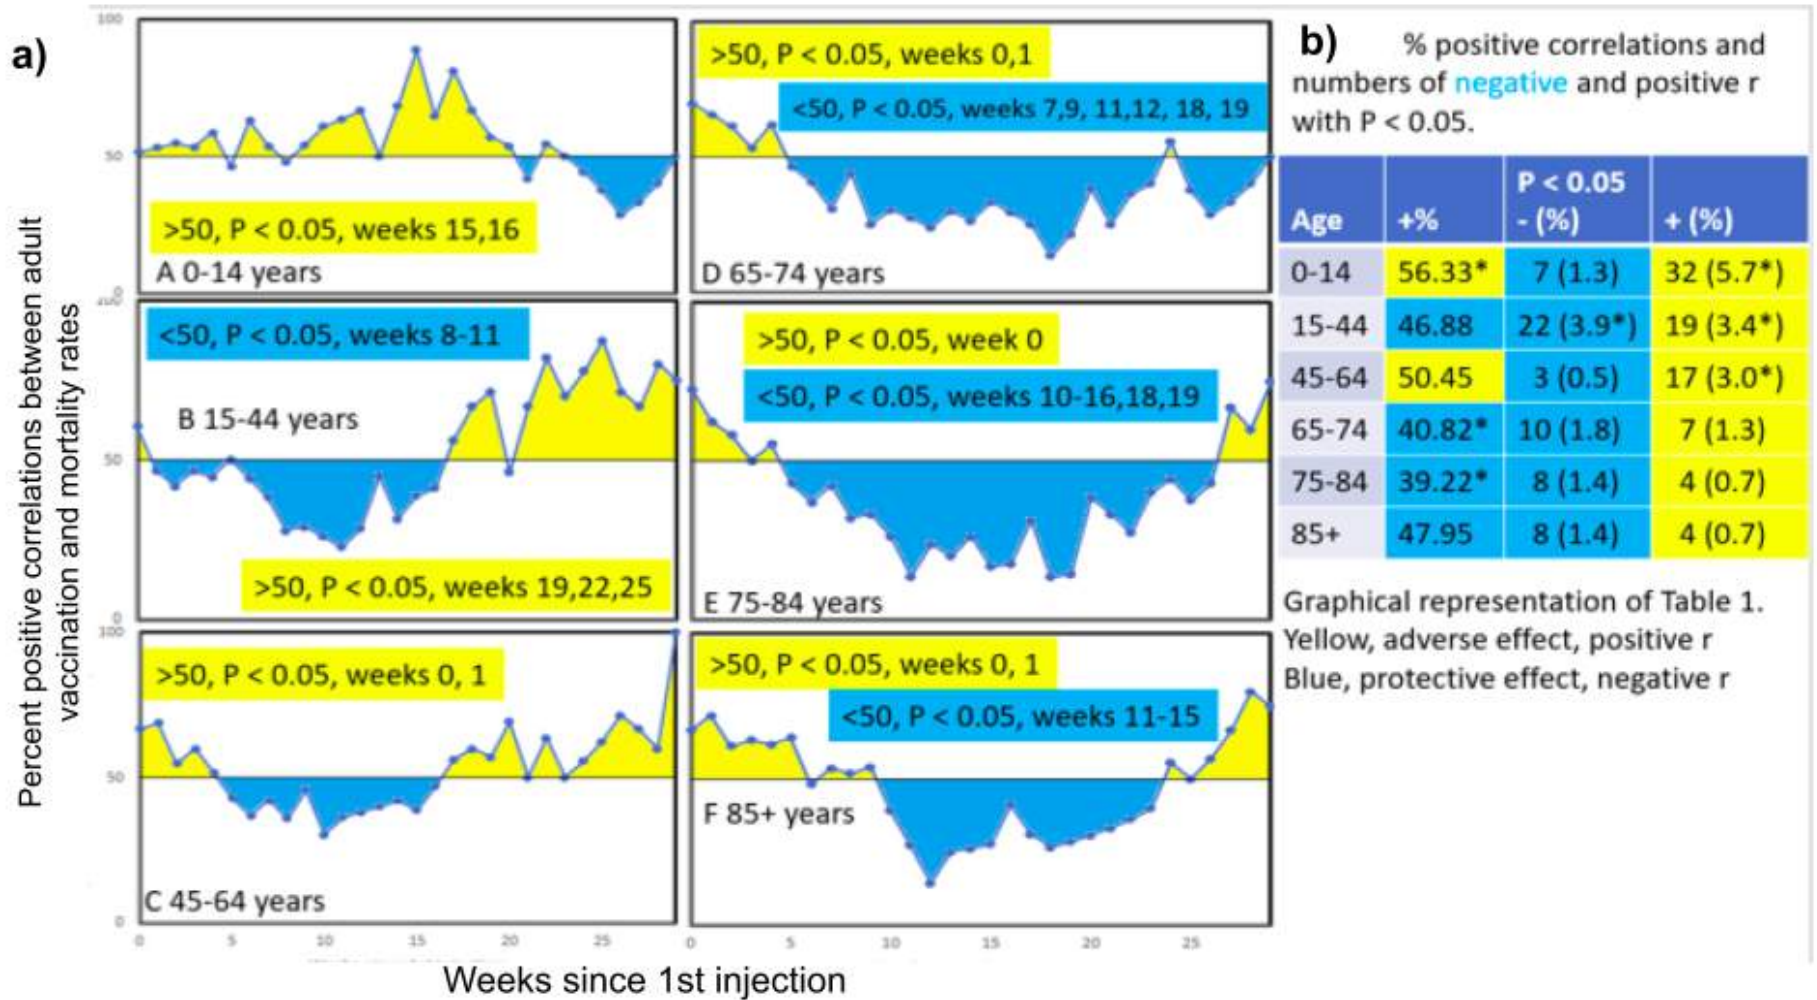 a)
Percent positive correlations between adult
vaccination and mortality rates
100
50
0
>50, P < 0.05, weeks 15,16
A 0-14 years
>50, P < 0.05, weeks 0,1
<50, P < 0.05, weeks 7,9, 11,12, 18, 19
D 65-74 years
<50, P < 0.05, weeks 8-11
B 15-44 years
50
>50, P < 0.05, weeks 19,22,25
0
>50, P < 0.05, week 0
<50, P < 0.05, weeks 10-16,18,19
E 75-84 years
100
>50, P < 0.05, weeks 0, 1
50
C 45-64 years
0
0 5 10 15 20 25
>50, P < 0.05, weeks 0, 1
<50, P < 0.05, weeks 11-15
F 85+ years
0 5 10 15 20 25
Weeks since 1st injection
b) % positive correlations and
numbers of negative and positive r
with P < 0.05.
Age +% P < 0.05 - (%) + (%)
0-14 56.33* 7 (1.3) 32 (5.7*)
15-44 46.88 22 (3.9*) 19 (3.4*)
45-64 50.45 3 (0.5) 17 (3.0*)
65-74 40.82* 10 (1.8) 7 (1.3)
75-84 39.22* 8 (1.4) 4 (0.7)
85+ 47.95 8 (1.4) 4 (0.7)
Graphical representation of Table 1.
Yellow, adverse effect, positive r
Blue, protective effect, negative r